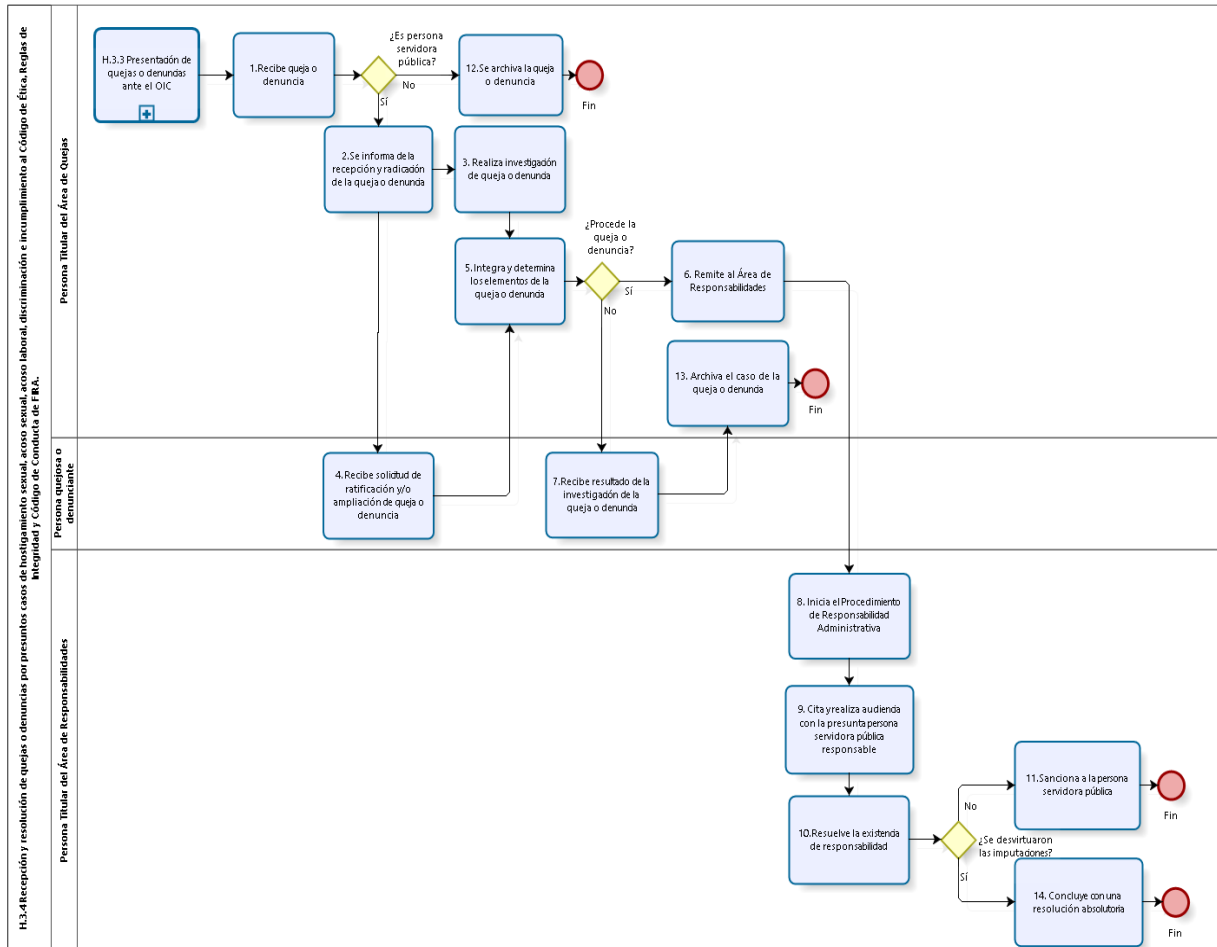 H.3.4 Recepción y resolución de quejas o denuncias por presuntos casos de hostigamiento sexual, acoso sexual, acoso laboral, discriminación e incumplimiento al Código de Ética, Reglas de
Integridad y Código de Conducta de FIRA.
Persona Titular del Área de Quejas
H.3.3 Presentación de
quejas o denuncias
ante el OIC
1.Recibe queja o
denuncia
¿Es persona
servidora
pública?
No
Sí
12.Se archiva la queja
o denuncia
Fin
2.Se informa de la
recepción y radicación
de la queja o denuncia
3. Realiza investigación
de queja o denuncia
5. Integra y determina
los elementos de la
queja o denuncia
¿Procede la
queja o
denuncia?
Sí
No
6. Remite al Área de
Responsabilidades
13. Archiva el caso de la
queja o denuncia
Fin
Persona quejosa o
denunciante
4.Recibe solicitud de
ratificación y/o
ampliación de queja o
denuncia
7.Recibe resultado de la
investigación de la
queja o denuncia
Persona Titular del Área de Responsabilidades
8. Inicia el Procedimiento
de Responsabilidad
Administrativa
9. Cita y realiza audiencia
con la presunta persona
servidora pública
responsable
10.Resuelve la existencia
de responsabilidad
¿Se desvirtuaron
las imputaciones?
No
Sí
11.Sanciona a la persona
servidora pública
Fin
14. Concluye con una
resolución absolutoria
Fin